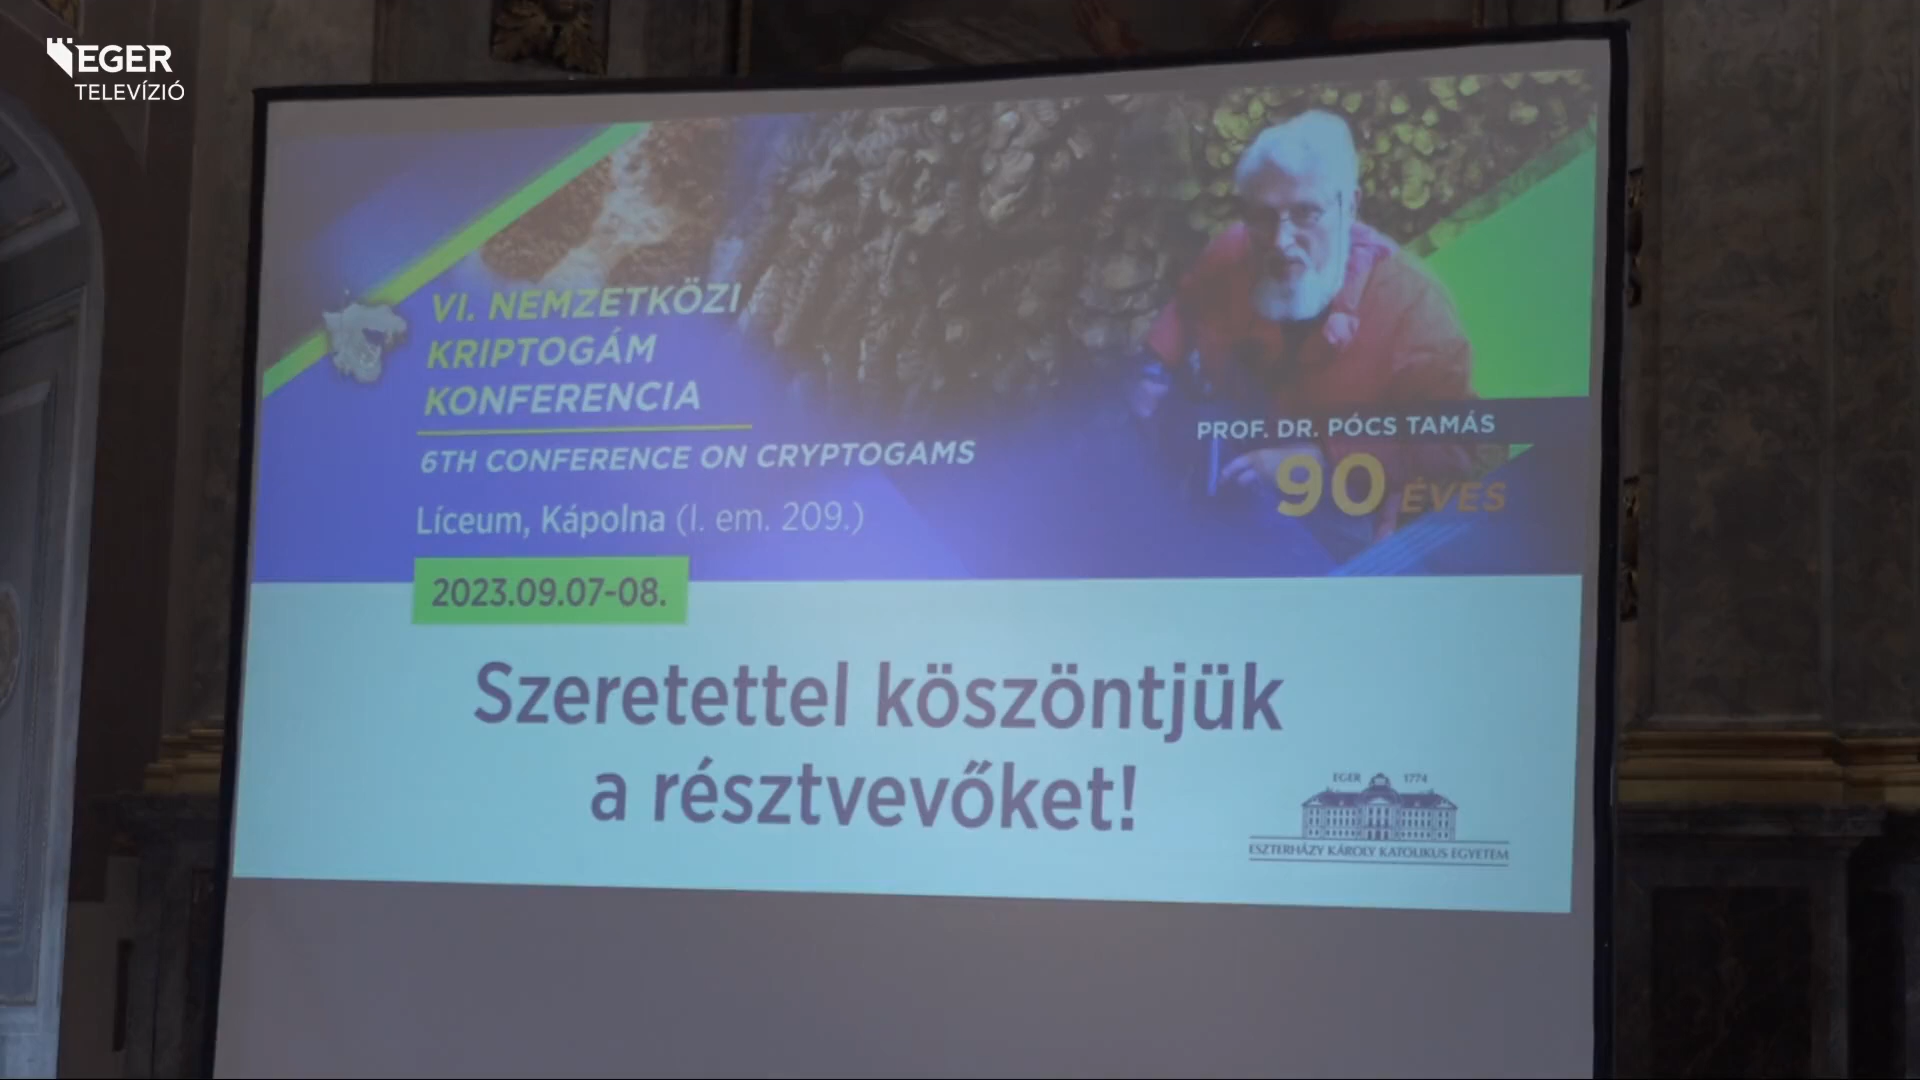 EGER
TELEVÍZIÓ
VI. NEMZETKÖZI
KRIPTOGÁM
KONFERENCIA
6TH CONFERENCE ON CRYPTOGAMS
Líceum, Kápolna (I. em. 209.)
2023.09.07-08.
PROF. DR. PÓCS TAMÁS
90 ÉVES
Szeretettel köszöntjük
a résztvevőket!
EGER 1774
ESZTERHÁZY KÁROLY KATOLIKUS EGYETEM